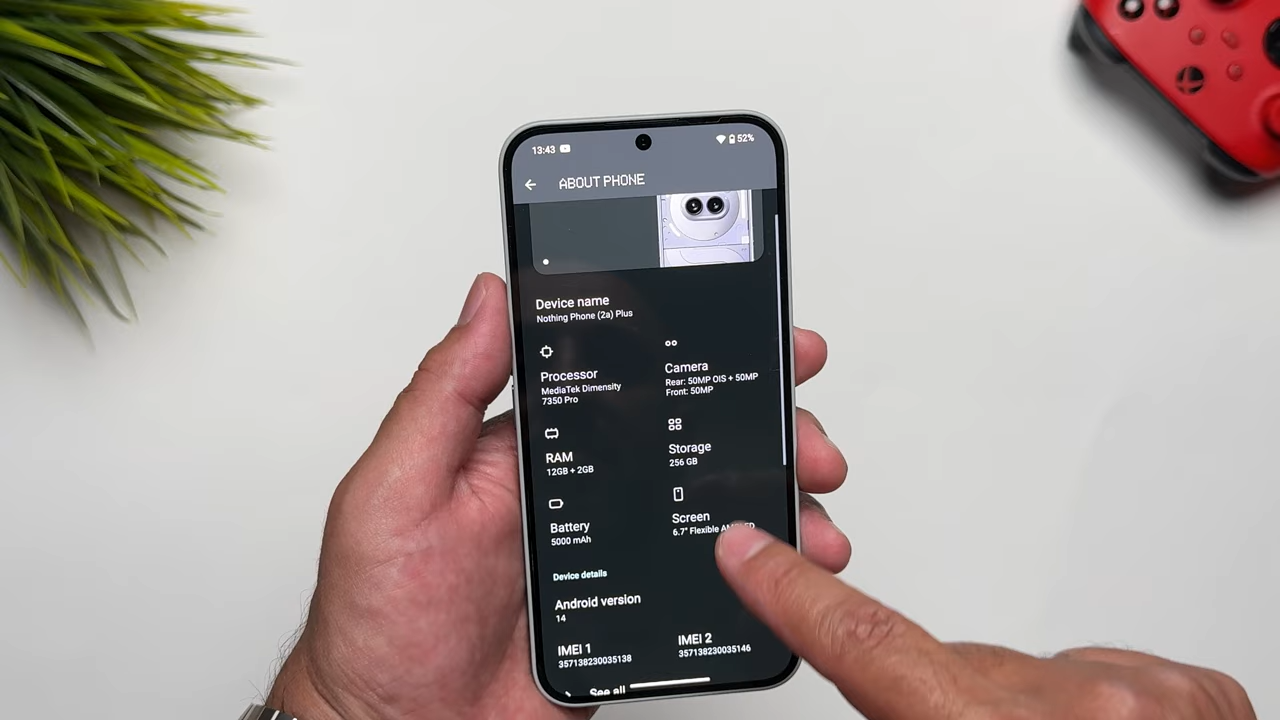 13:43
52%
ABOUT PHONE
Device name
Nothing Phone (2a) Plus
Processor
MediaTek Dimensity
7350 Pro
Camera
Rear: 50MP OIS + 50MP
Front: 50MP
RAM
12GB + 2GB
Storage
256 GB
Battery
5000 mAh
Screen
6.7" Flexible
Device details
Android version
14
IMEI 1
357138230035138
IMEI 2
357138230035146
See all